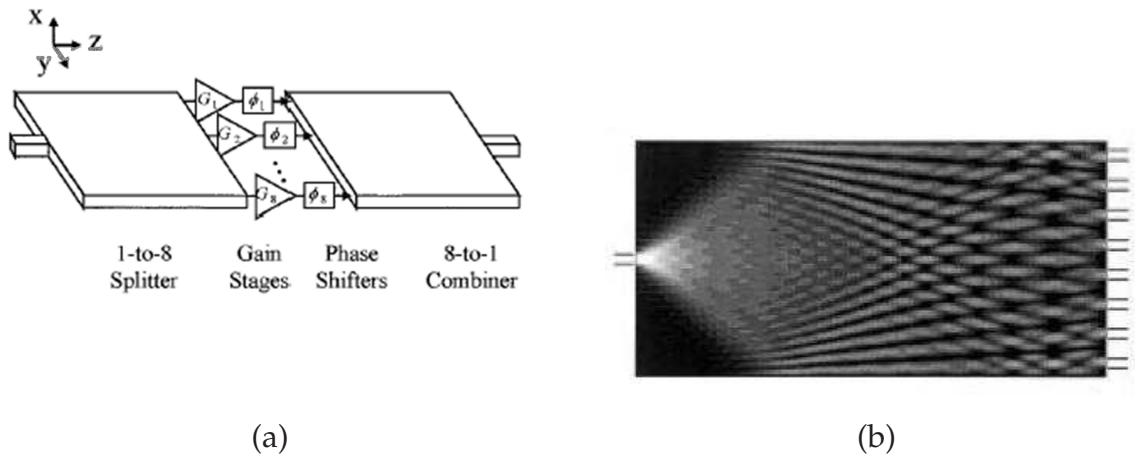 x
z
y
G1 ϕ1
G2 ϕ2
G8 ϕ8
1-to-8 Gain Phase 8-to-1
Splitter Stages Shifters Combiner
(a) (b)